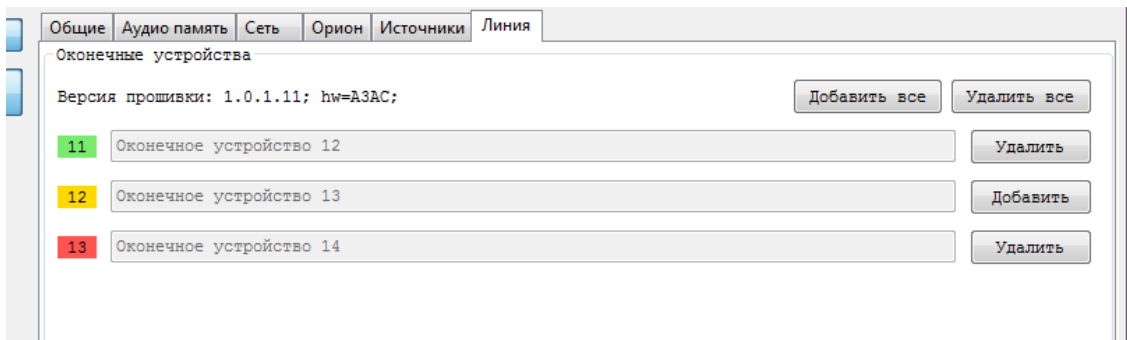 Общие Аудио память Сеть Орион Источники Линия
Оконечные устройства
Версия прошивки: 1.0.1.11; hw=A3AC; Добавить все Удалить все
11 Оконечное устройство 12 Удалить
12 Оконечное устройство 13 Добавить
13 Оконечное устройство 14 Удалить